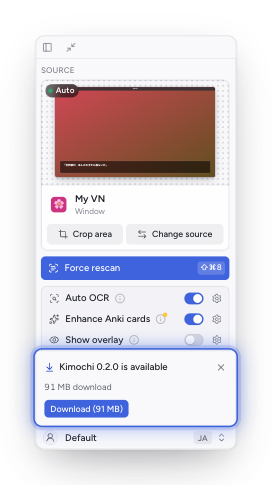 SOURCE
Auto
My VN
Window
Crop area
Change source
Force rescan
⇧⌘8
Auto OCR
Enhance Anki cards
Show overlay
Kimochi 0.2.0 is available
91 MB download
Download (91 MB)
Default
JA